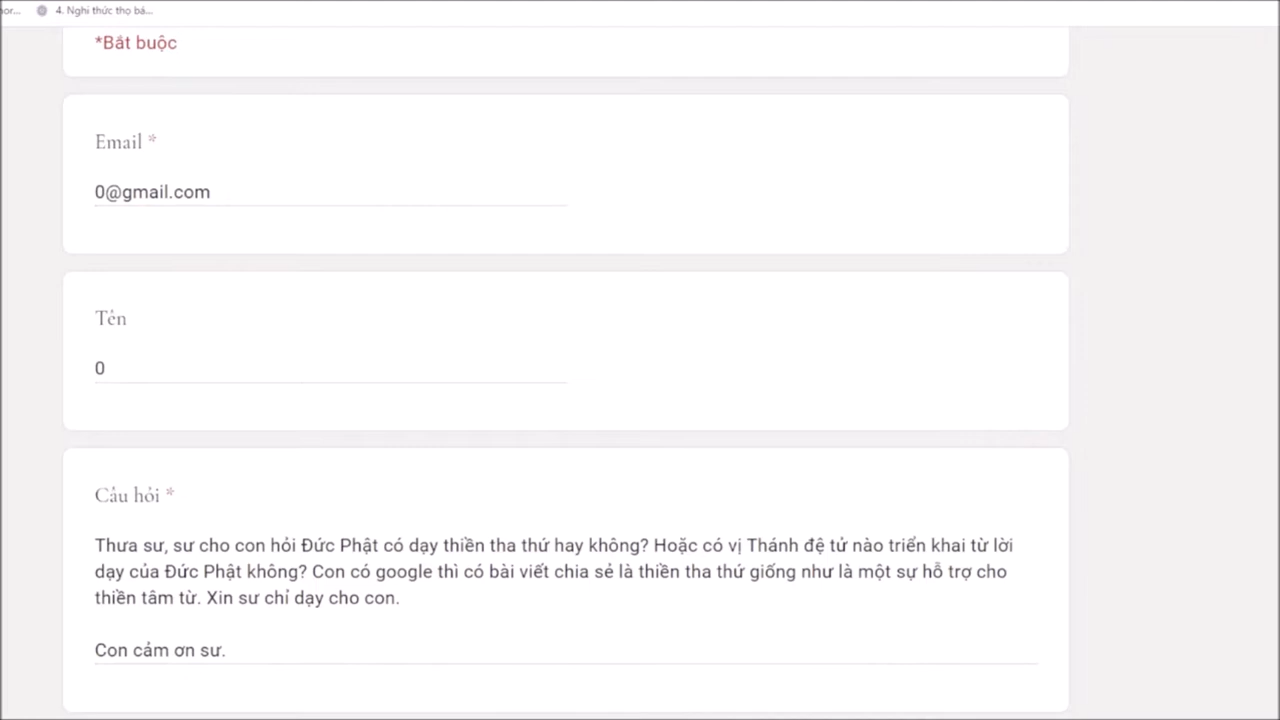 4. Nghi thức thọ bá...
*Bắt buộc
Email *
0@gmail.com
Tên
0
Câu hỏi *
Thưa sư, sư cho con hỏi Đức Phật có dạy thiền tha thứ hay không? Hoặc có vị Thánh đệ tử nào triển khai từ lời
dạy của Đức Phật không? Con có google thì có bài viết chia sẻ là thiền tha thứ giống như là một sự hỗ trợ cho
thiền tâm từ. Xin sư chỉ dạy cho con.
Con cảm ơn sư.